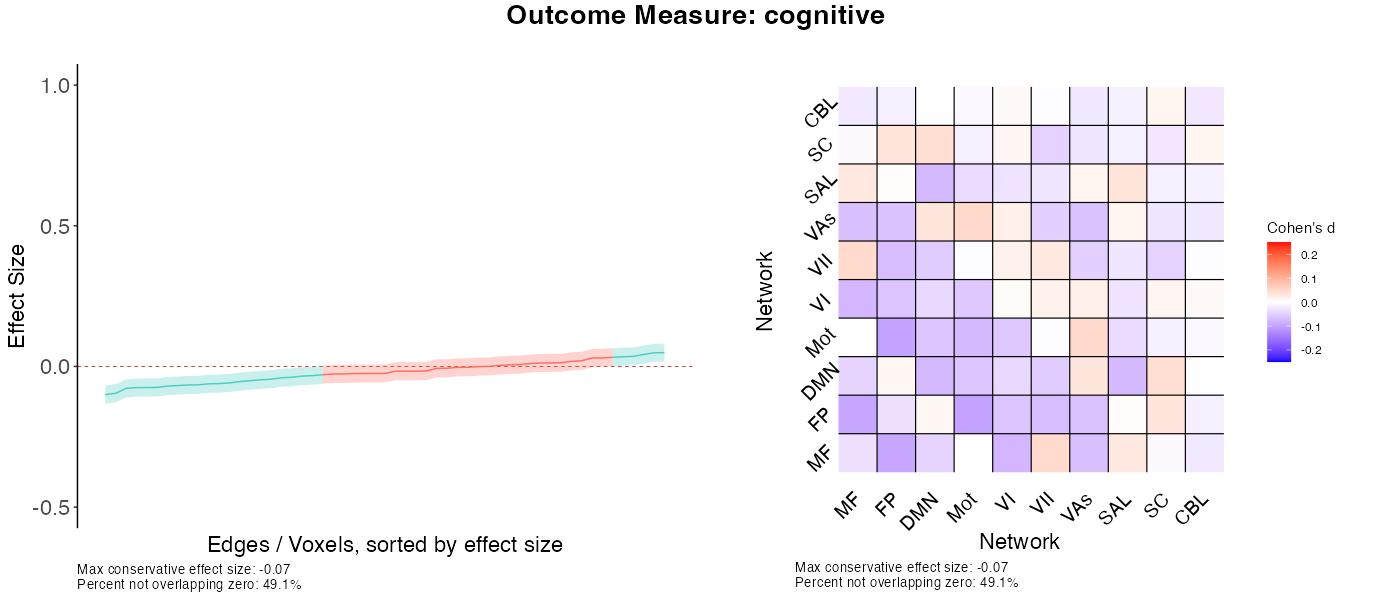 Outcome Measure: cognitive
1.0
0.5
0.0
-0.5
Effect Size
Edges / Voxels, sorted by effect size
Max conservative effect size: -0.07
Percent not overlapping zero: 49.1%
Network
CBL
SC
SAL
VAs
VII
VI
Mot
DMN
FP
MF
MF FP DMN Mot VI VII VAs SAL SC CBL
Network
Max conservative effect size: -0.07
Percent not overlapping zero: 49.1%
Cohen's d
0.2
0.1
0.0
-0.1
-0.2